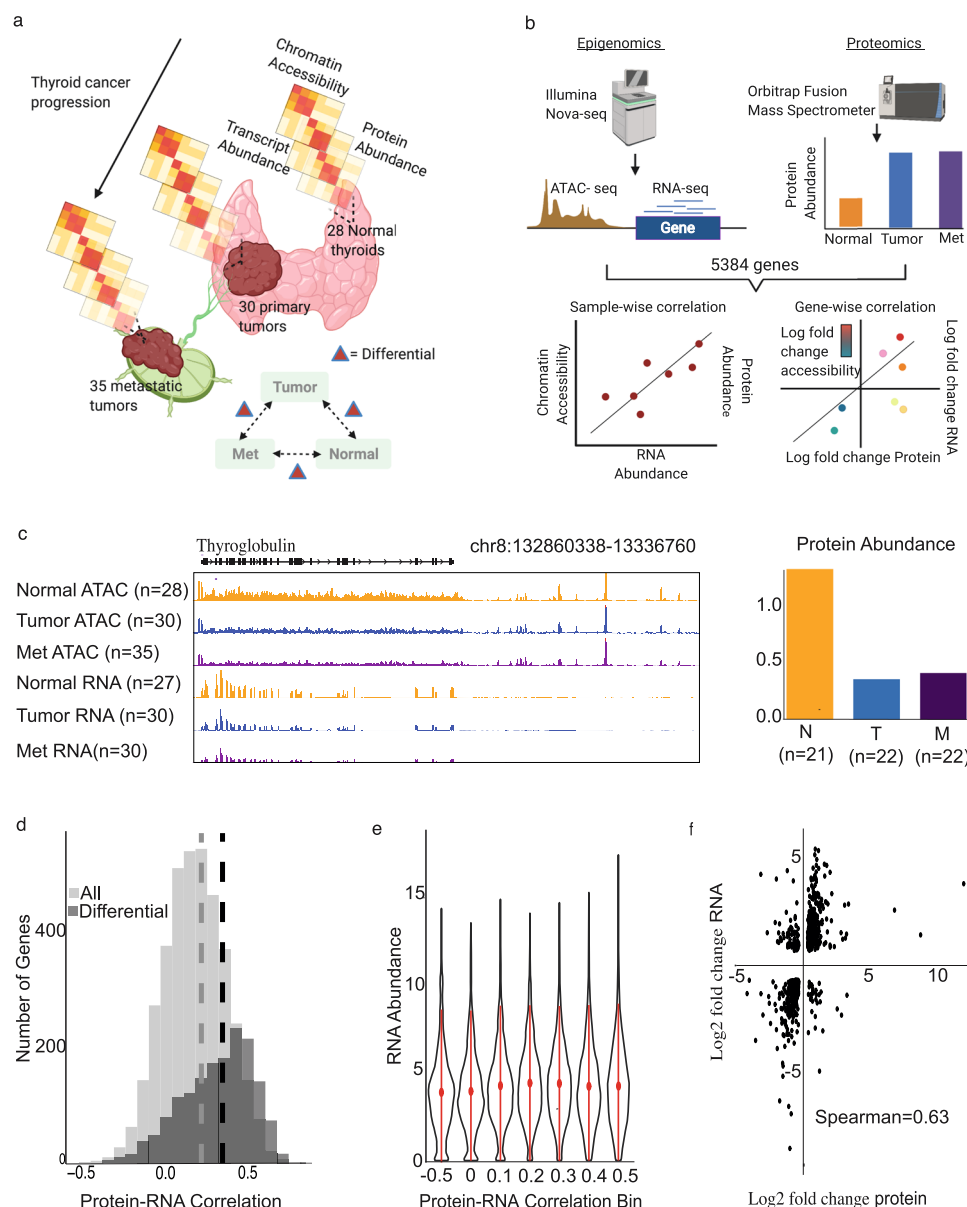 a
Thyroid cancer
progression
Chromatin
Accessibility
Transcript
Abundance
Protein
Abundance
28 Normal
thyroids
30 primary
tumors
35 metastatic
tumors
= Differential
Tumor
Met
Normal
b
Epigenomics
Proteomics
Illumina
Nova-seq
Orbitrap Fusion
Mass Spectrometer
ATAC- seq
RNA-seq
Gene
Protein
Abundance
Normal Tumor Met
5384 genes
Sample-wise correlation
Gene-wise correlation
Chromatin
Accessibility
Protein
Abundance
RNA
Abundance
Log fold
change
accessibility
Log fold change RNA
Log fold change Protein
c
Thyroglobulin
chr8:132860338-13336760
Normal ATAC (n=28)
Tumor ATAC (n=30)
Met ATAC (n=35)
Normal RNA (n=27)
Tumor RNA (n=30)
Met RNA(n=30)
Protein Abundance
1.0
0.5
0.0
N T M
(n=21) (n=22) (n=22)
d
All
Differential
Number of Genes
400
200
0
−0.5 0.0 0.5
Protein-RNA Correlation
e
RNA Abundance
15
10
5
0
-0.5 0 0.1 0.2 0.3 0.4 0.5
Protein-RNA Correlation Bin
f
Log2 fold change RNA
5
-5 5 10
-5
Spearman=0.63
Log2 fold change protein